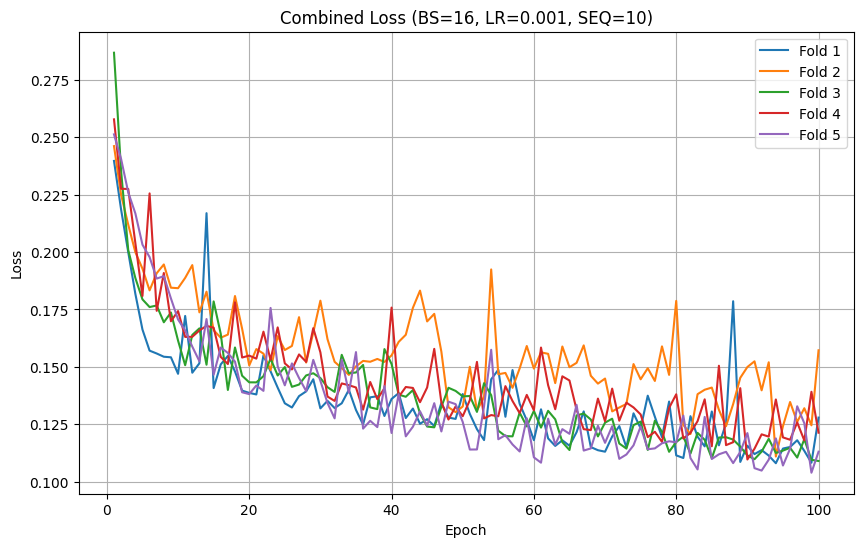 Combined Loss (BS=16, LR=0.001, SEQ=10)
Fold 1
Fold 2
Fold 3
Fold 4
Fold 5
Loss
0.275
0.250
0.225
0.200
0.175
0.150
0.125
0.100
0
20
40
60
80
100
Epoch